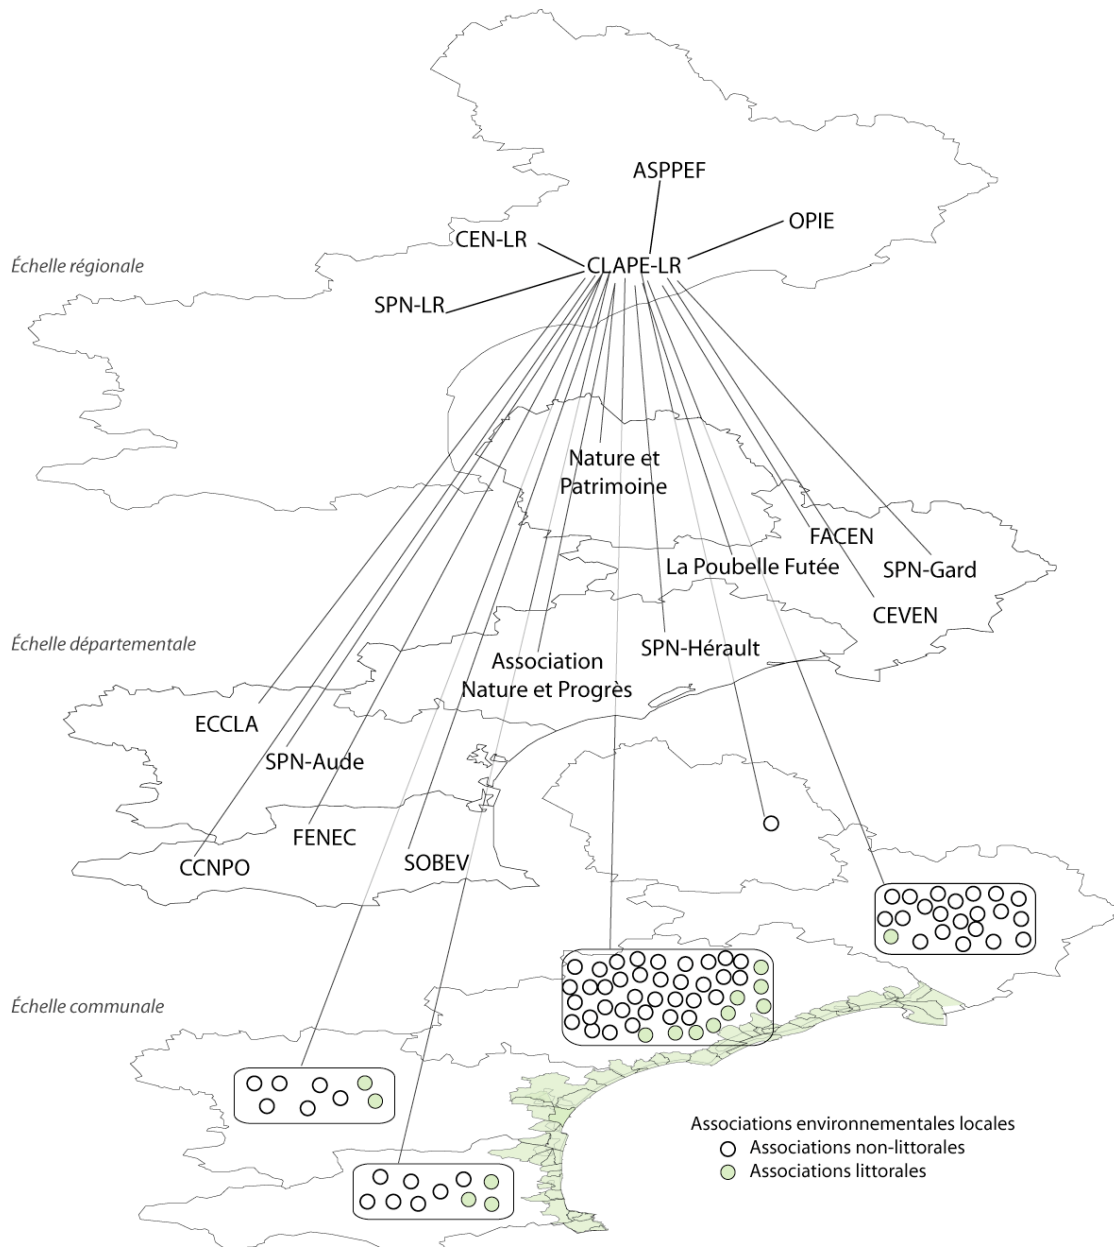 ASPPEF
OPIE
CEN-LR
CLAPE-LR
Échelle régionale
SPN-LR
Nature et
Patrimoine
FACEN
La Poubelle Futée
SPN-Gard
CEVEN
Échelle départementale
SPN-Hérault
Association
Nature et Progrès
ECCLA
SPN-Aude
FENEC
CCNPO
SOBEV
Échelle communale
Associations environnementales locales
Associations non-littorales
Associations littorales